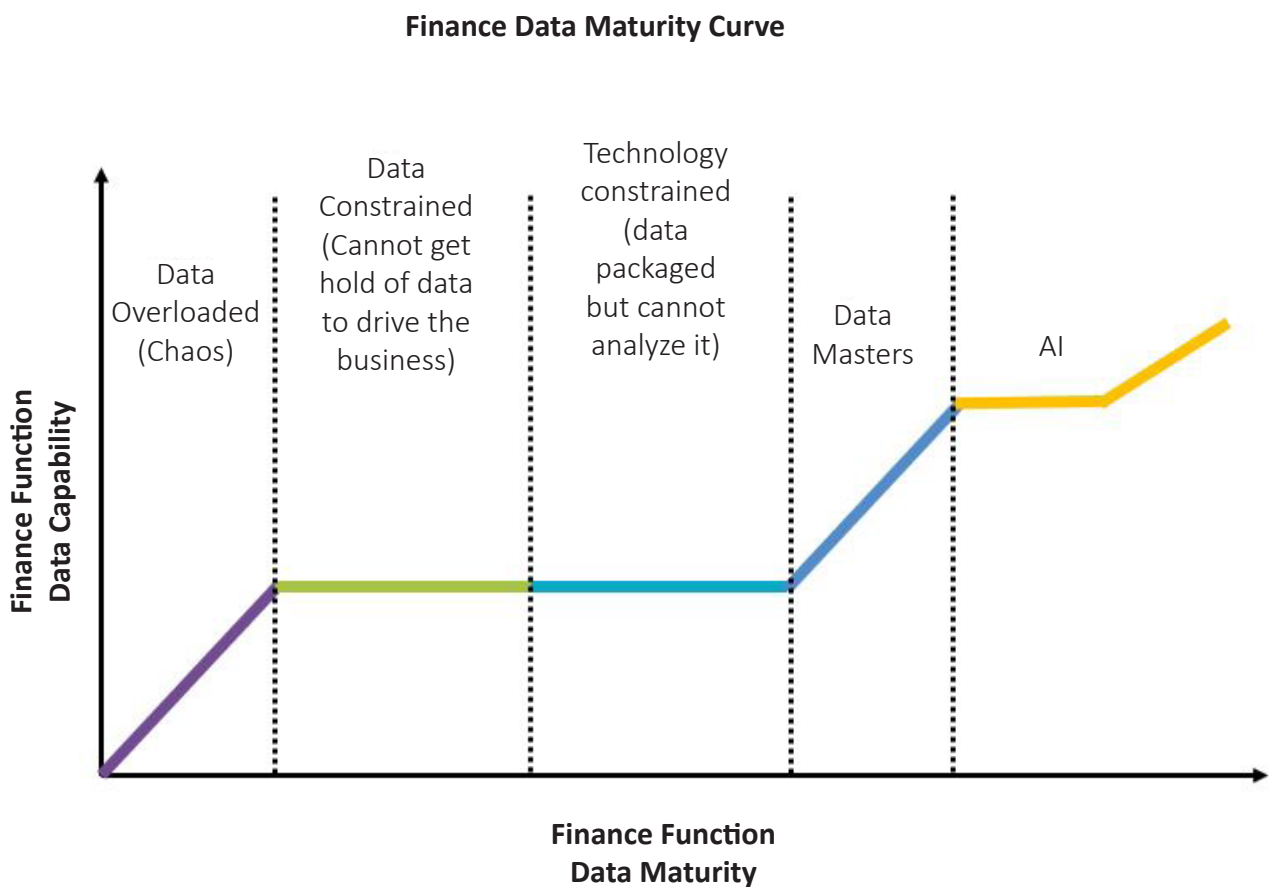 Finance Data Maturity Curve
Data
Overloaded
(Chaos)
Data
Constrained
(Cannot get
hold of data
to drive the
business)
Technology
constrained
(data
packaged
but cannot
analyze it)
Data
Masters
AI
Finance Function
Data Capability
Finance Function
Data Maturity